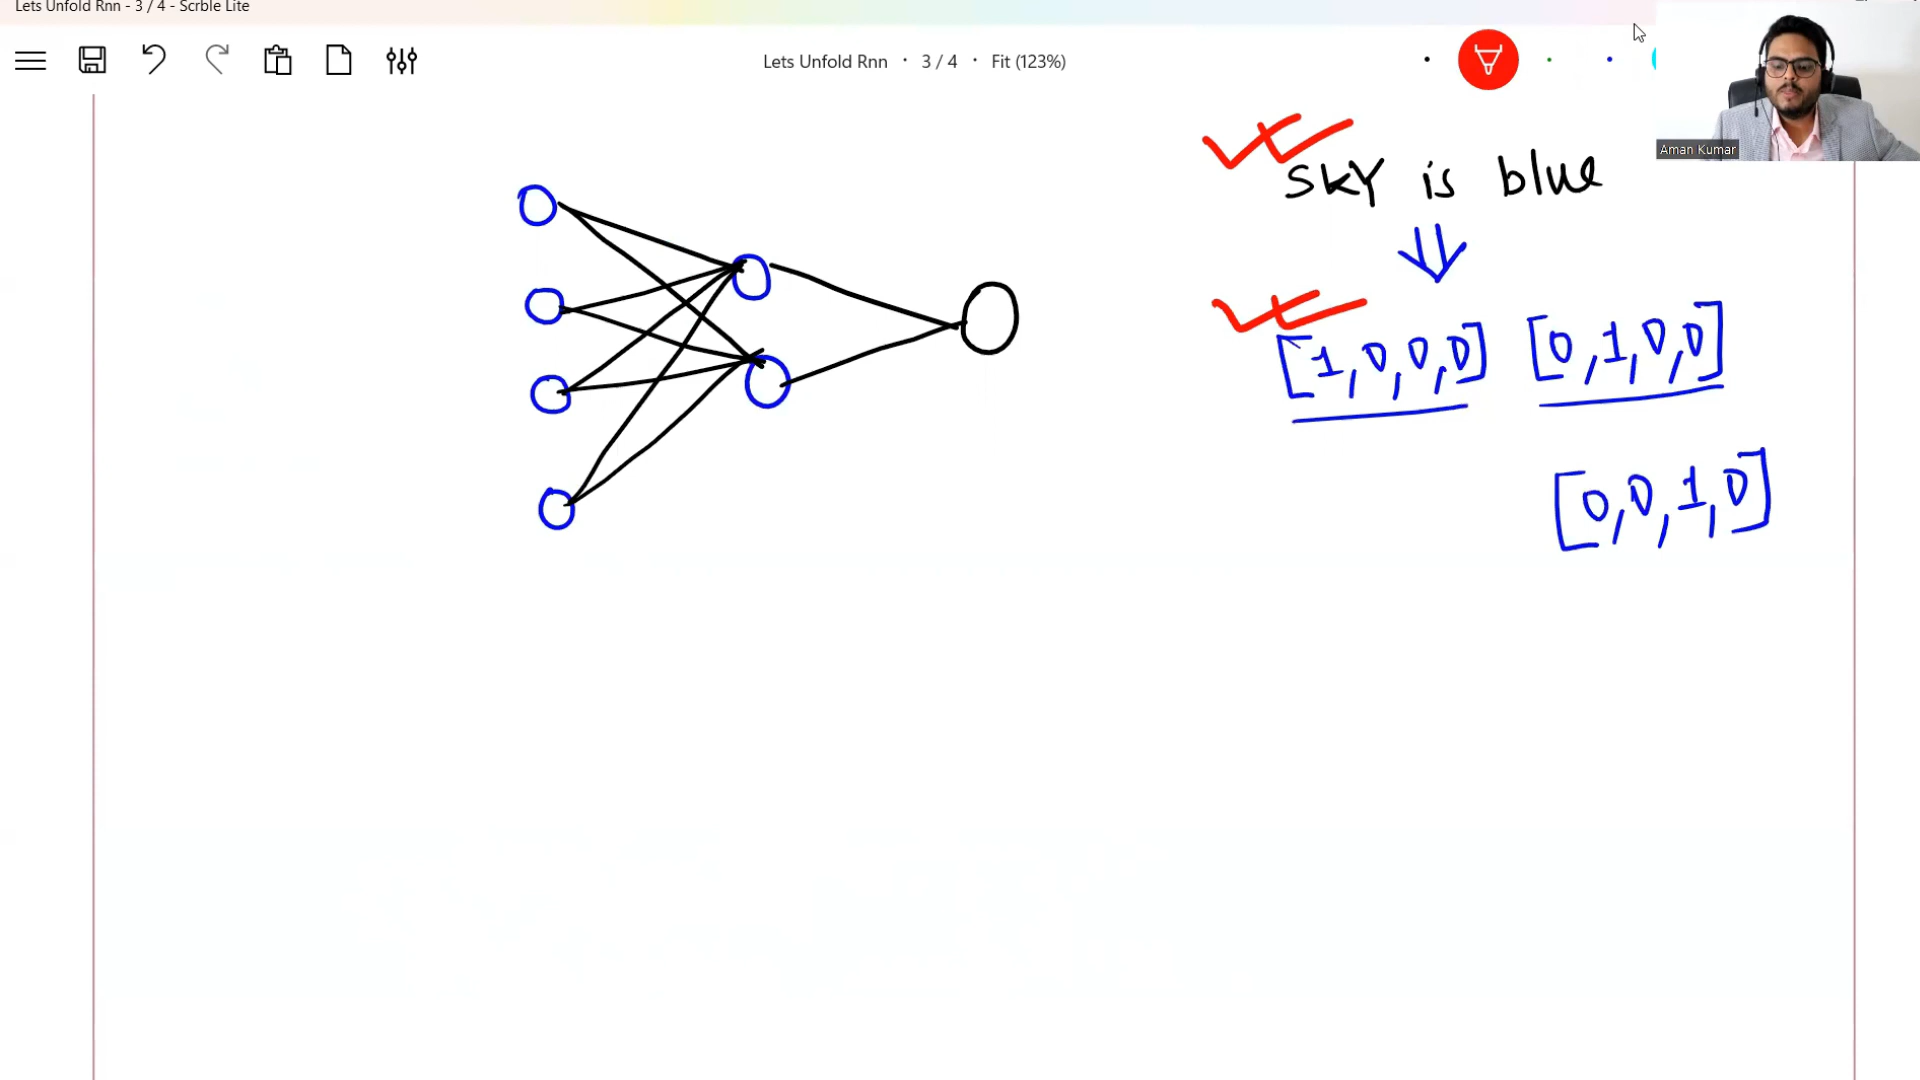 Lets Unfold Rnn - 3 / 4 - Scrble Lite
Lets Unfold Rnn · 3 / 4 · Fit (123%)
Aman Kumar
SKY is blue
[1,0,0,0] [0,1,0,0]
[0,0,1,0]